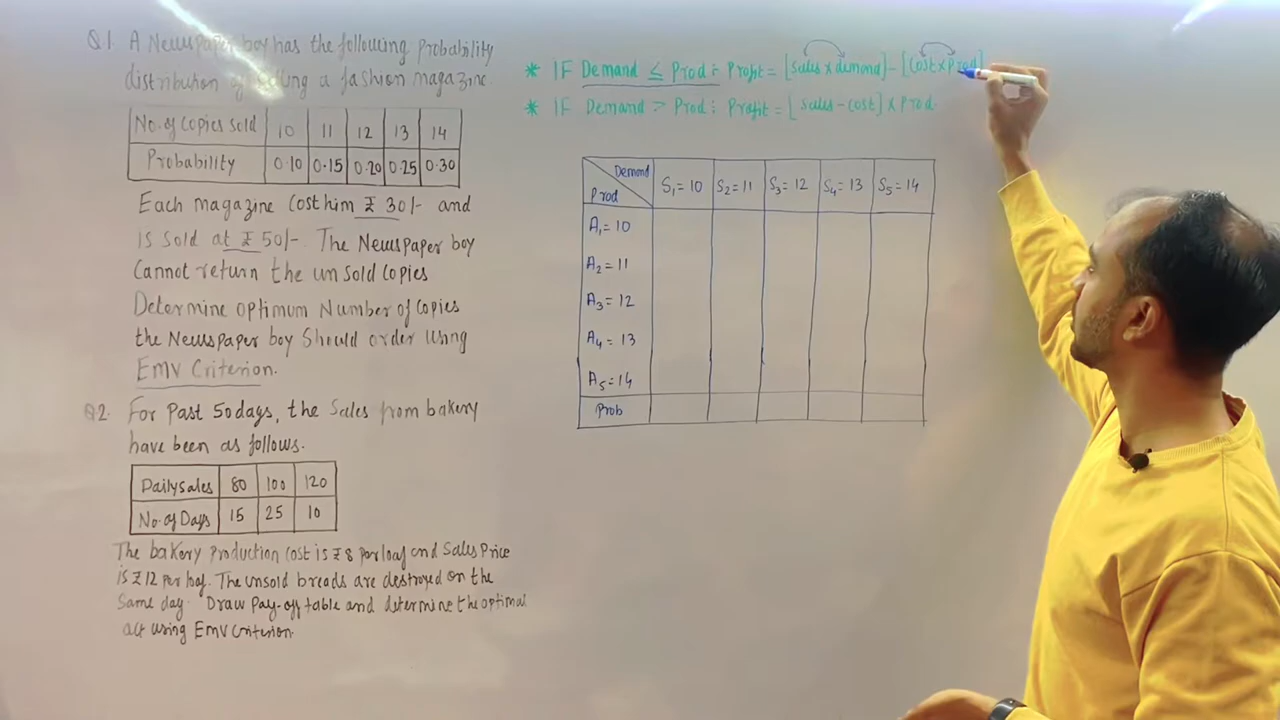 Q1. A Newspaper boy has the following Probability
distribution of selling a fashion magazine.
No. of Copies Sold 10 11 12 13 14
Probability 0.10 0.15 0.20 0.25 0.30
Each magazine Cost him ₹ 30/- and
is Sold at ₹ 50/-. The Newspaper boy
Cannot return the unsold Copies
Determine optimum Number of Copies
the Newspaper boy Should order Using
EMV Criterion.
Q2. For Past 50 days, the Sales from bakery
have been as follows.
Daily sales 80 100 120
No. of Days 15 25 10
The bakery Production Cost is ₹ 8 Per loaf and Sales Price
is ₹ 12 Per loaf. The unsold breads are destroyed on the
Same day. Draw Pay-off table and determine the optimal
act using Emv Criterion.
* IF Demand ≤ Prod : Profit = [Sales × demand] - [Cost × Prod]
* IF Demand > Prod : Profit = [Sales - Cost] × Prod
Demand
Prod
S₁ = 10 S₂ = 11 S₃ = 12 S₄ = 13 S₅ = 14
A₁ = 10
A₂ = 11
A₃ = 12
A₄ = 13
A₅ = 14
Prob